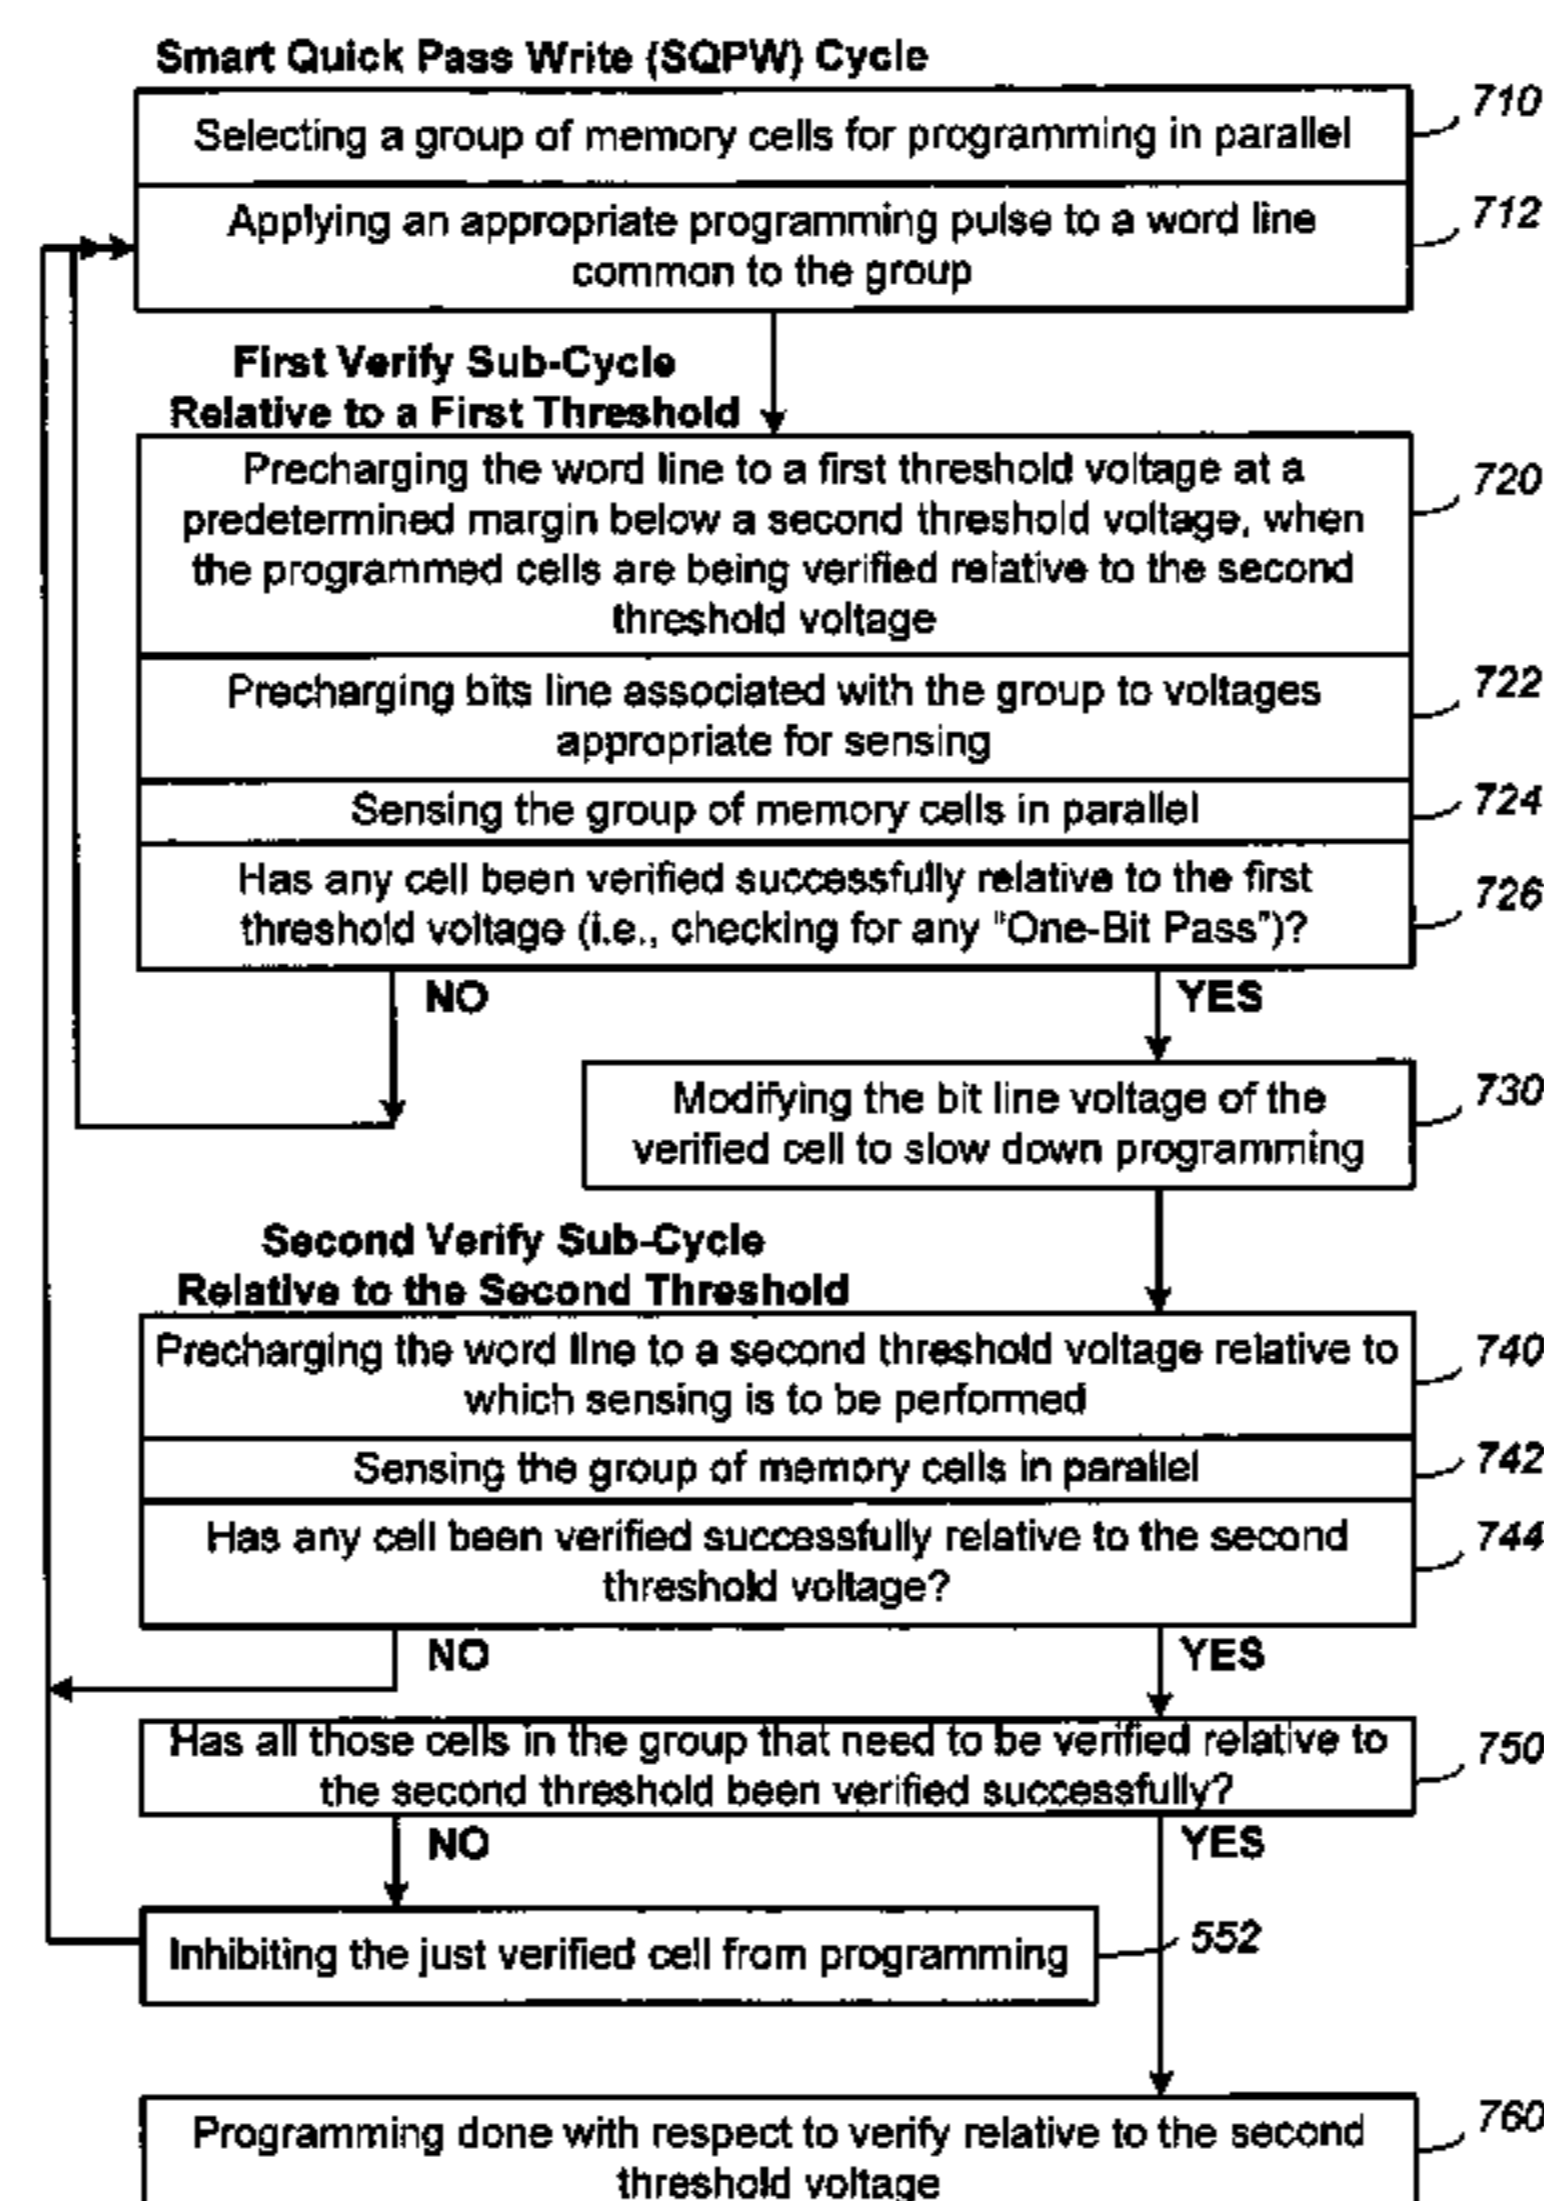 Smart Quick Pass Write (SQPW) Cycle
710
Selecting a group of memory cells for programming in parallel
712
Applying an appropriate programming pulse to a word line
common to the group
First Verify Sub-Cycle
Relative to a First Threshold
Precharging the word line to a first threshold voltage at a
720
predetermined margin below a second threshold voltage, when
the programmed cells are being verified relative to the second
threshold voltage
722
Precharging bits line associated with the group to voltages
appropriate for sensing
724
Sensing the group of memory cells in parallel
Has any cell been verified successfully relative to the first
726
threshold voltage (i.e., checking for any "One-Bit Pass")?
NO
YES
Modifying the bit line voltage of the
730
verified cell to slow down programming
Second Verify Sub-Cycle
Relative to the Second Threshold
Precharging the word line to a second threshold voltage relative to
740
which sensing is to be performed
Sensing the group of memory cells in parallel
742
Has any cell been verified successfully relative to the second
744
threshold voltage?
NO
YES
Has all those cells in the group that need to be verified relative to
750
the second threshold been verified successfully?
NO
YES
Inhibiting the just verified cell from programming
552
760
Programming done with respect to verify relative to the second
threshold voltage